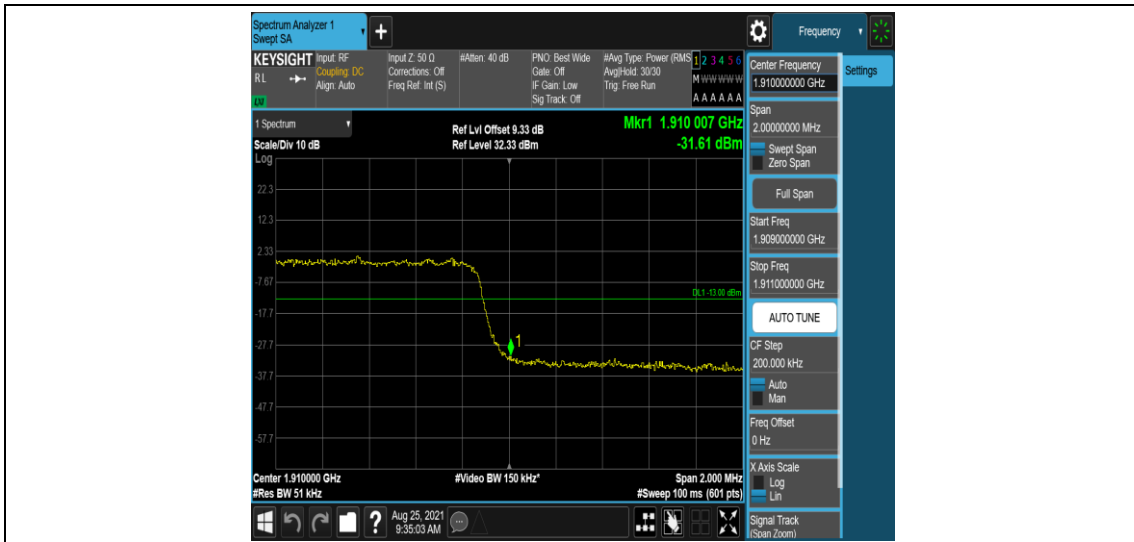 Spectrum Analyzer 1
Swept SA
+
Frequency
KEYSIGHT
RL
LXI
Input: RF
Coupling: DC
Align: Auto
Input Z: 50 Ω
Corrections: Off
Freq Ref: Int (S)
#Atten: 40 dB
PNO: Best Wide
Gate: Off
IF Gain: Low
Sig Track: Off
#Avg Type: Power (RMS
Avg|Hold: 30/30
Trig: Free Run
1 2 3 4 5 6
M W W W W W
A A A A A A
1 Spectrum
Scale/Div 10 dB
Log
Ref Lvl Offset 9.33 dB
Ref Level 32.33 dBm
Mkr1 1.910 007 GHz
-31.61 dBm
22.3
12.3
2.33
-7.67
DL1 -13.00 dBm
-17.7
-27.7
1
-37.7
-47.7
-57.7
Center 1.910000 GHz
#Res BW 51 kHz
#Video BW 150 kHz*
Span 2.000 MHz
#Sweep 100 ms (601 pts)
?
Aug 25, 2021
9:35:03 AM
Center Frequency
1.910000000 GHz
Settings
Span
2.00000000 MHz
Swept Span
Zero Span
Full Span
Start Freq
1.909000000 GHz
Stop Freq
1.911000000 GHz
AUTO TUNE
CF Step
200.000 kHz
Auto
Man
Freq Offset
0 Hz
X Axis Scale
Log
Lin
Signal Track
(Span Zoom)